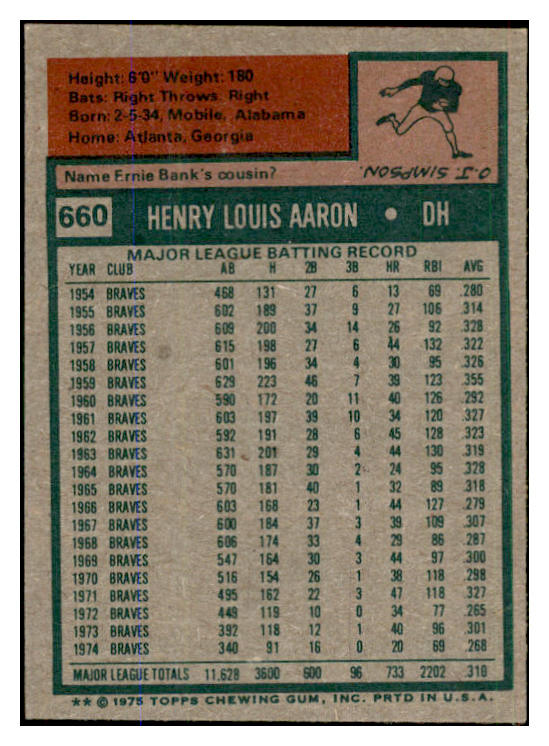 Height: 6'0" Weight: 180
Bats: Right Throws: Right
Born: 2-5-34, Mobile, Alabama
Home: Atlanta, Georgia
Name Ernie Bank's cousin?
O.J. SIMPSON.
660 HENRY LOUIS AARON • DH
MAJOR LEAGUE BATTING RECORD
YEAR CLUB AB H 2B 3B HR RBI AVG
1954 BRAVES 468 131 27 6 13 69 .280
1955 BRAVES 602 189 37 9 27 106 .314
1956 BRAVES 609 200 34 14 26 92 .328
1957 BRAVES 615 198 27 6 44 132 .322
1958 BRAVES 601 196 34 4 30 95 .326
1959 BRAVES 629 223 46 7 39 123 .355
1960 BRAVES 590 172 20 11 40 126 .292
1961 BRAVES 603 197 39 10 34 120 .327
1962 BRAVES 592 191 28 6 45 128 .323
1963 BRAVES 631 201 29 4 44 130 .319
1964 BRAVES 570 187 30 2 24 95 .328
1965 BRAVES 570 181 40 1 32 89 .318
1966 BRAVES 603 168 23 1 44 127 .279
1967 BRAVES 600 184 37 3 39 109 .307
1968 BRAVES 606 174 33 4 29 86 .287
1969 BRAVES 547 164 30 3 44 97 .300
1970 BRAVES 516 154 26 1 38 118 .298
1971 BRAVES 495 162 22 3 47 118 .327
1972 BRAVES 449 119 10 0 34 77 .265
1973 BRAVES 392 118 12 1 40 96 .301
1974 BRAVES 340 91 16 0 20 69 .268
MAJOR LEAGUE TOTALS 11,628 3600 600 96 733 2202 .310
** © 1975 TOPPS CHEWING GUM, INC. PRTD IN U.S.A.